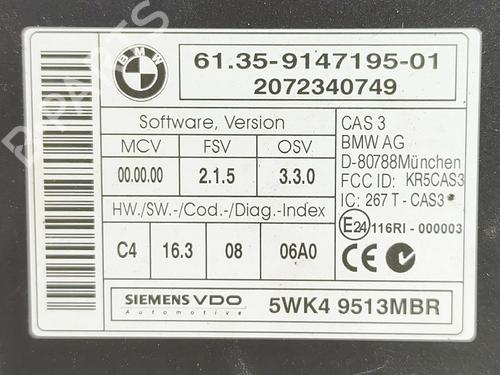 BMW
61.35-9147195-01
2072340749
Software, Version
MCV FSV OSV
00.00.00 2.1.5 3.3.0
HW./SW.-/Cod.-/Diag.-Index
C4 16.3 08 06A0
CAS 3
BMW AG
D-80788München
FCC ID: KR5CAS3
IC: 267 T - CAS3
E24 116RI - 000003
SIEMENS VDO
Automotive
5WK4 9513MBR
B-PARTS